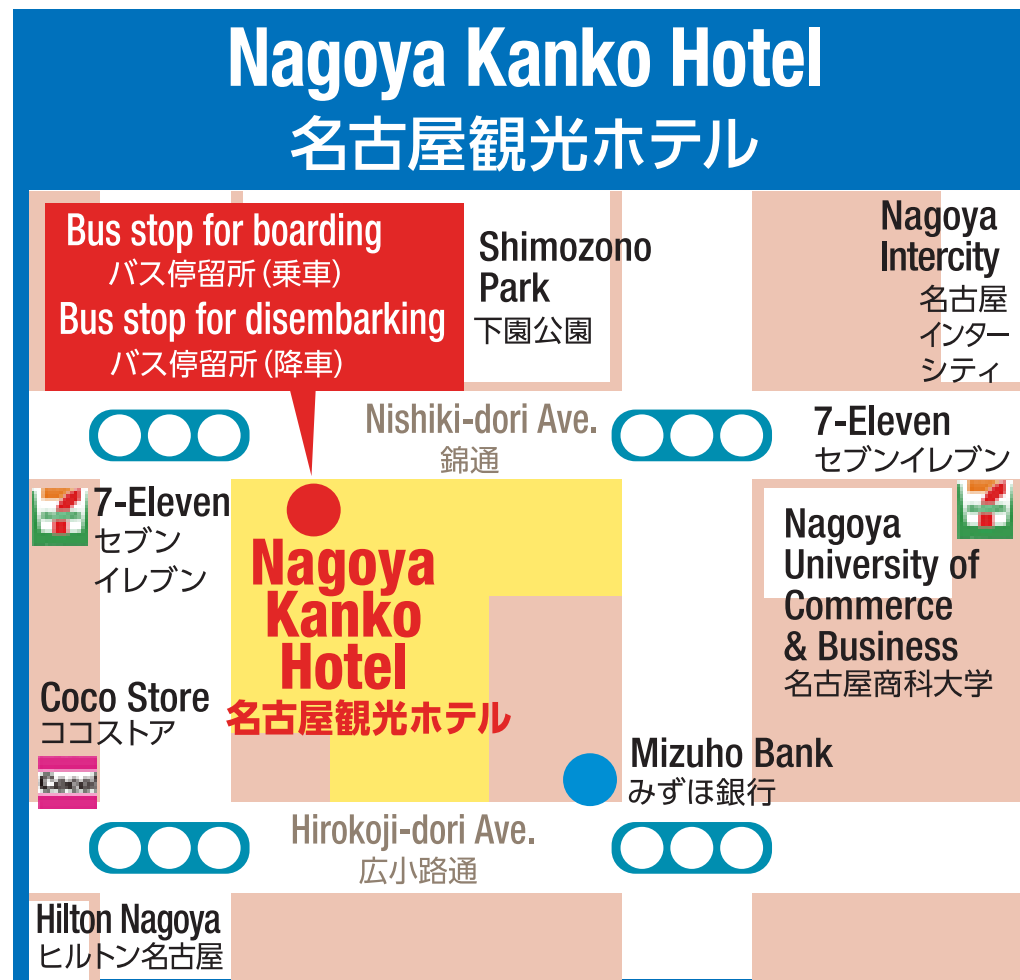 Nagoya Kanko Hotel
名古屋観光ホテル
Bus stop for boarding
バス停留所(乗車)
Bus stop for disembarking
バス停留所(降車)
Shimozono
Park
下園公園
Nagoya
Intercity
名古屋
インター
シティ
Nishiki-dori Ave.
錦通
7-Eleven
セブンイレブン
7-Eleven
セブン
イレブン
Nagoya
Kanko
Hotel
名古屋観光ホテル
Nagoya
University of
Commerce
& Business
名古屋商科大学
Coco Store
ココストア
Coco!
Mizuho Bank
みずほ銀行
Hirokoji-dori Ave.
広小路通
Hilton Nagoya
ヒルトン名古屋